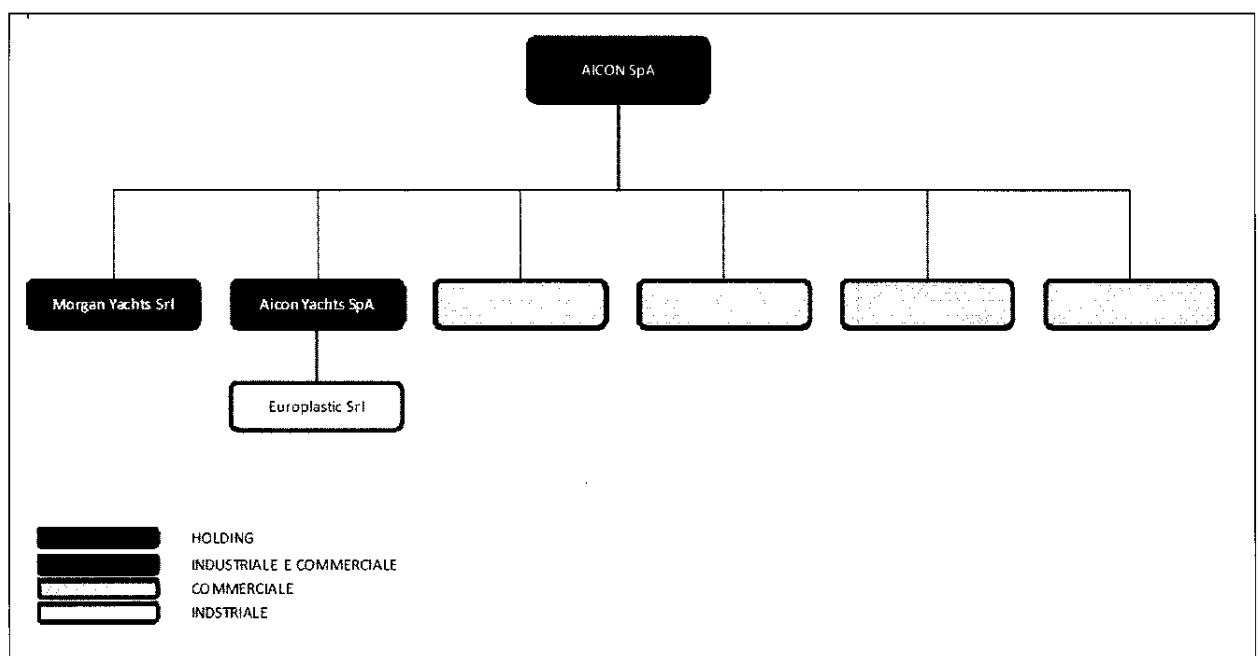 AICON SpA
Morgan Yachts Srl
Aicon Yachts SpA
Europlastic Srl
HOLDING
INDUSTRIALE E COMMERCIALE
COMMERCIALE
INDSTRIALE